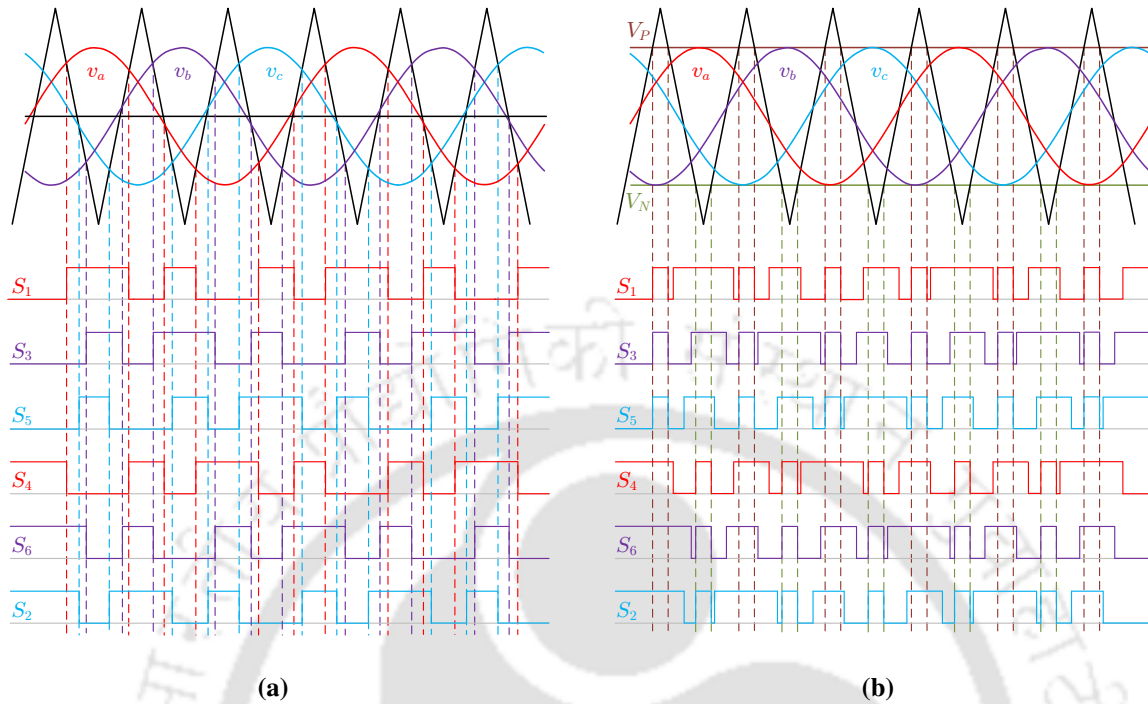 v_a v_b v_c
V_P
v_a v_b v_c
V_N
S_1
S_3
S_5
S_4
S_6
S_2
S_1
S_3
S_5
S_4
S_6
S_2
(a)
(b)